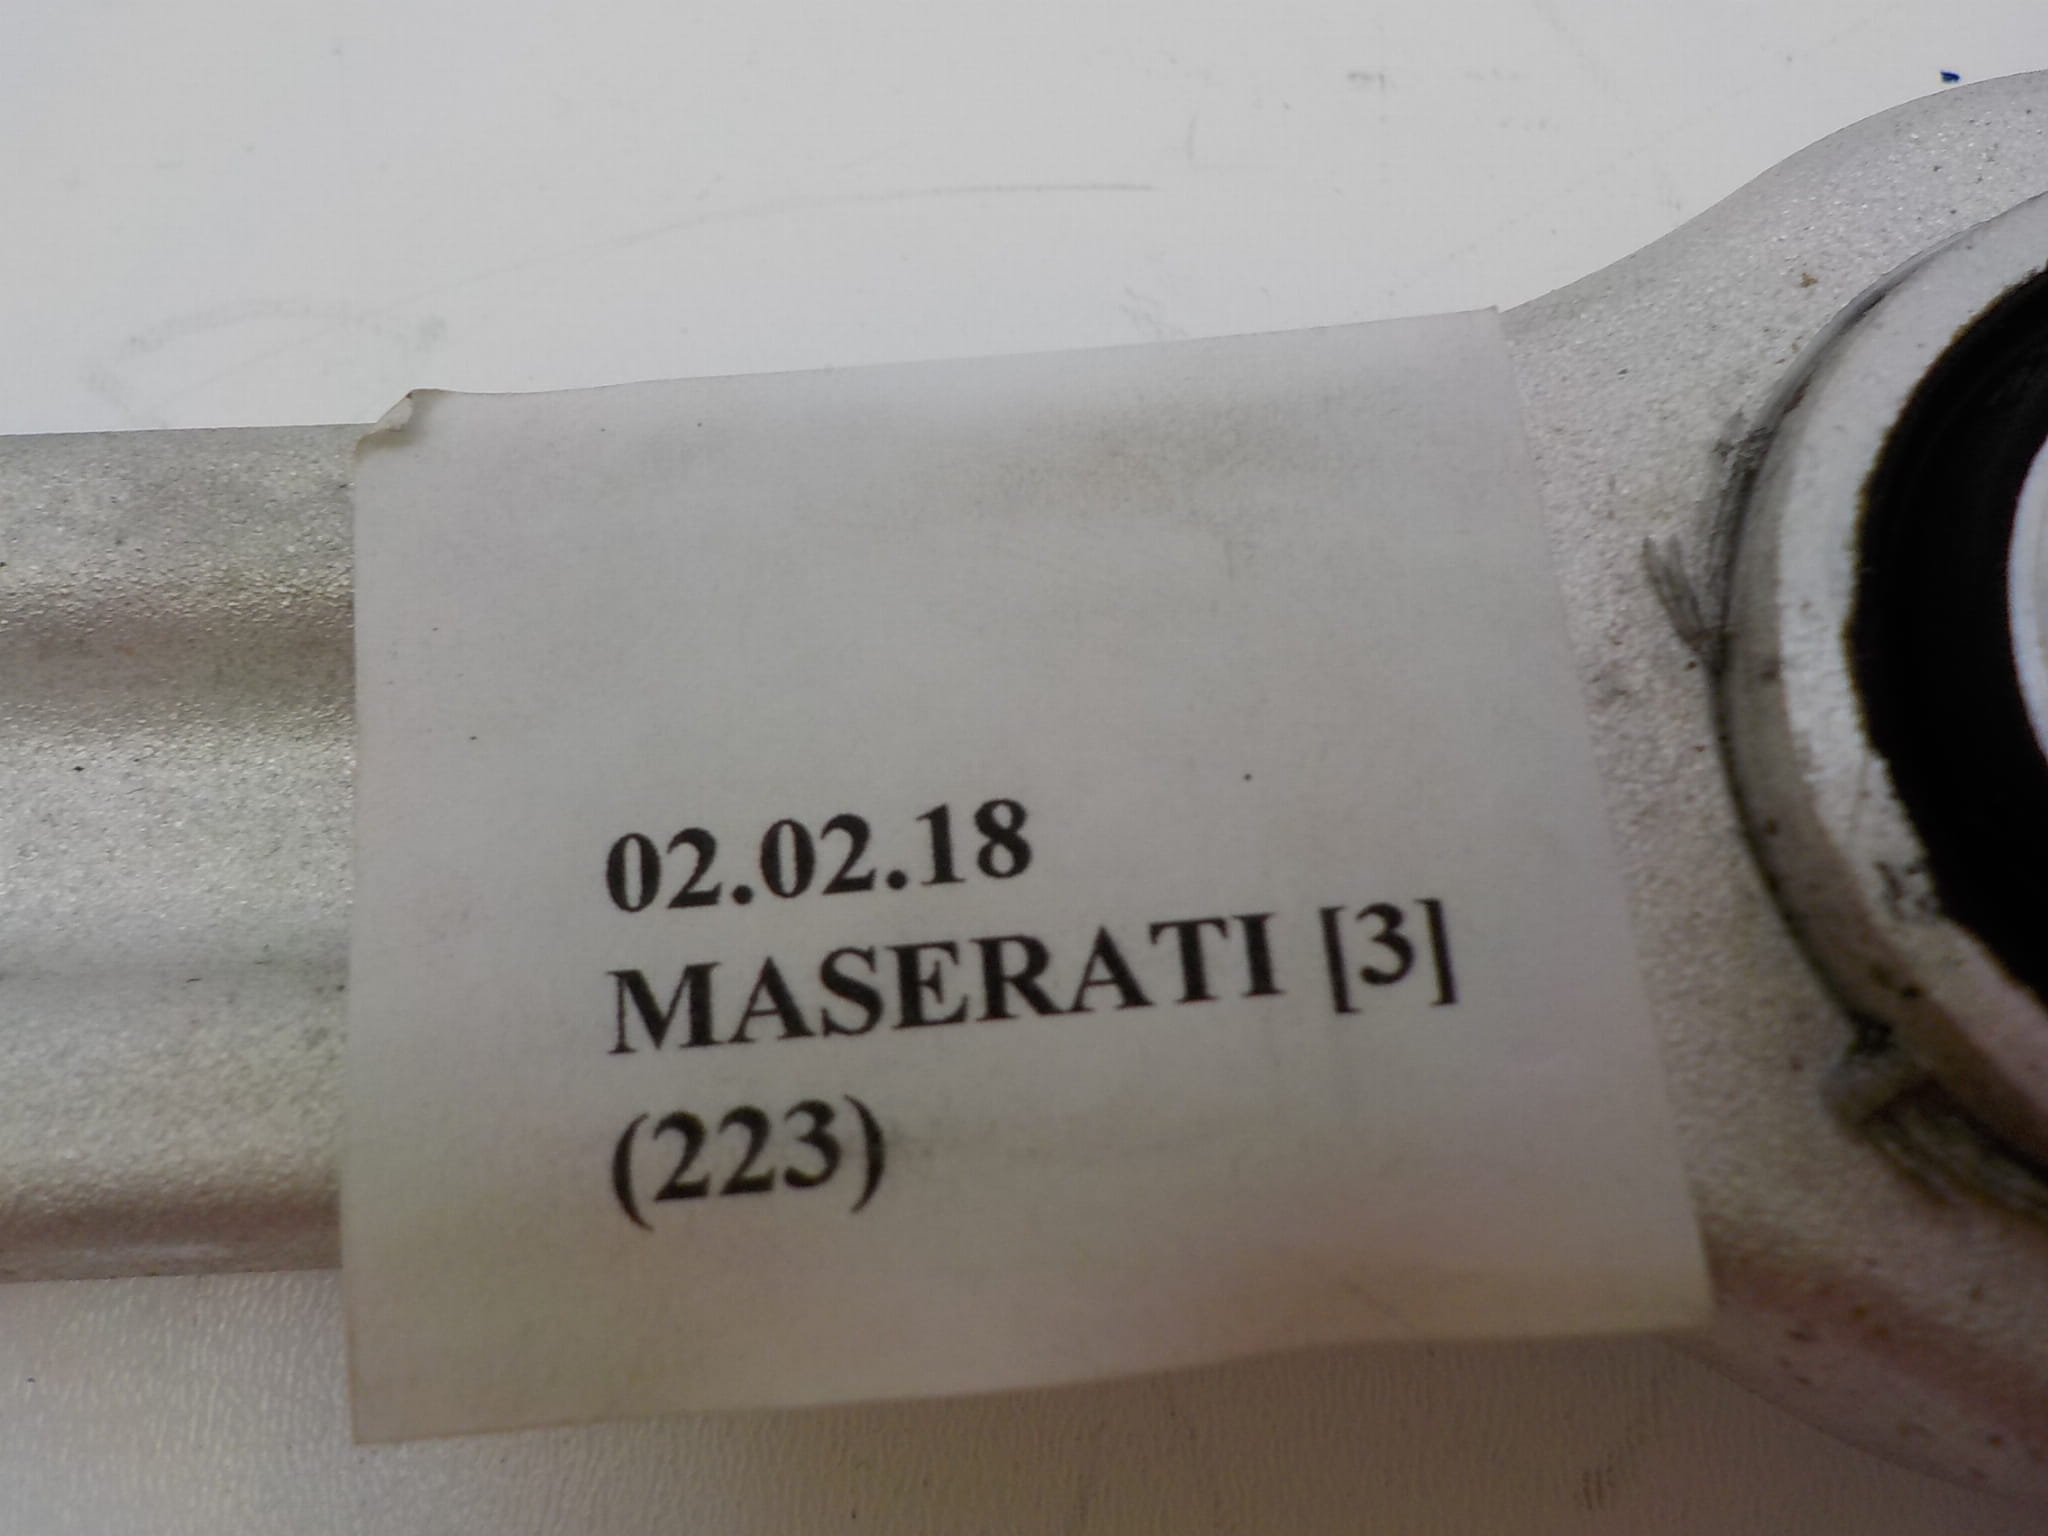 02.02.18
MASERATI [3]
(223)